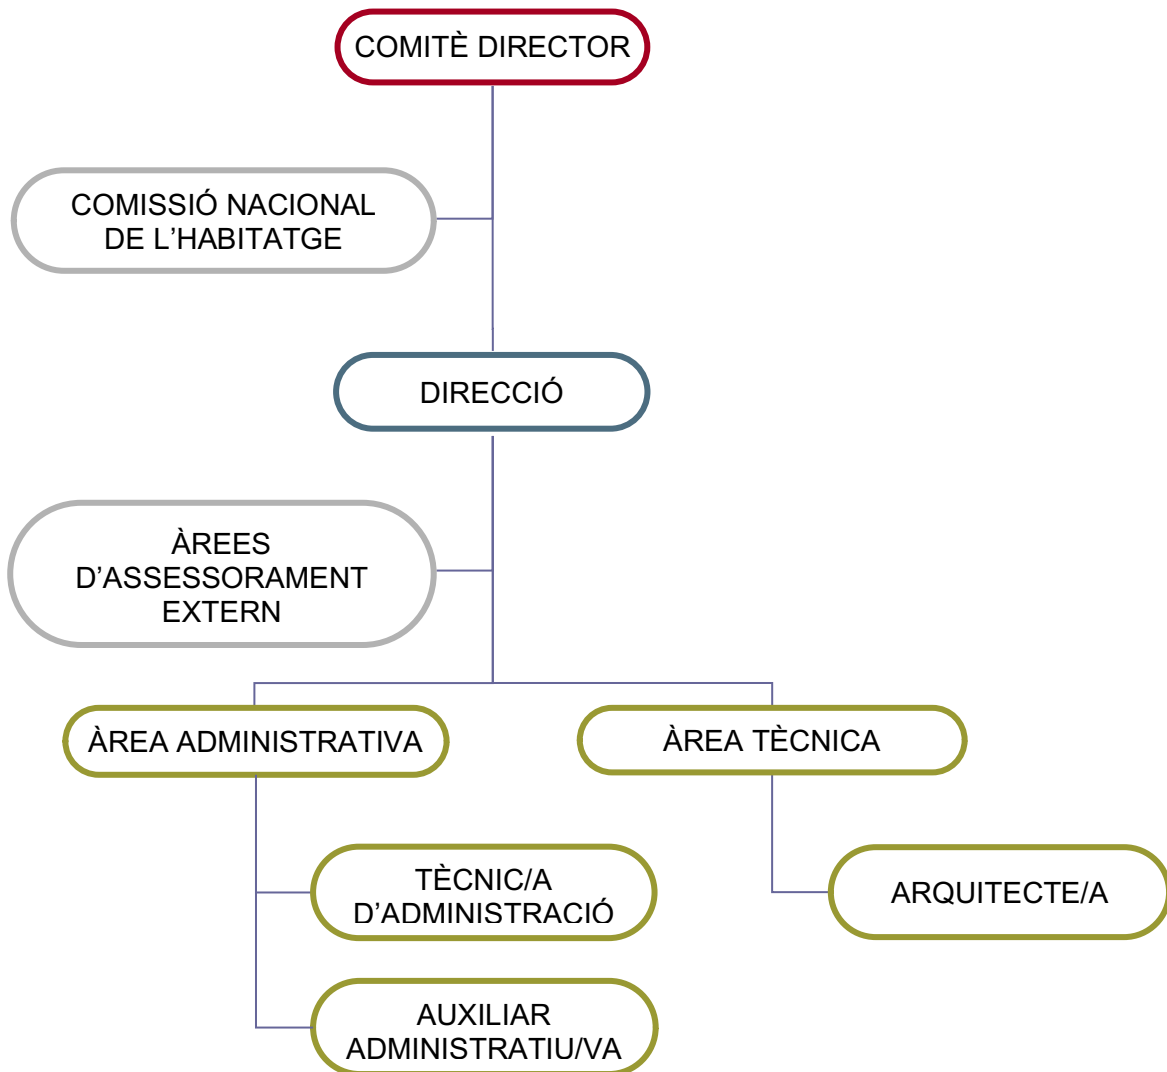 COMITÈ DIRECTOR
COMISSIÓ NACIONAL
DE L'HABITATGE
DIRECCIÓ
ÀREES
D'ASSESSORAMENT
EXTERN
ÀREA ADMINISTRATIVA
ÀREA TÈCNICA
TÈCNIC/A
D'ADMINISTRACIÓ
ARQUITECTE/A
AUXILIAR
ADMINISTRATIU/VA